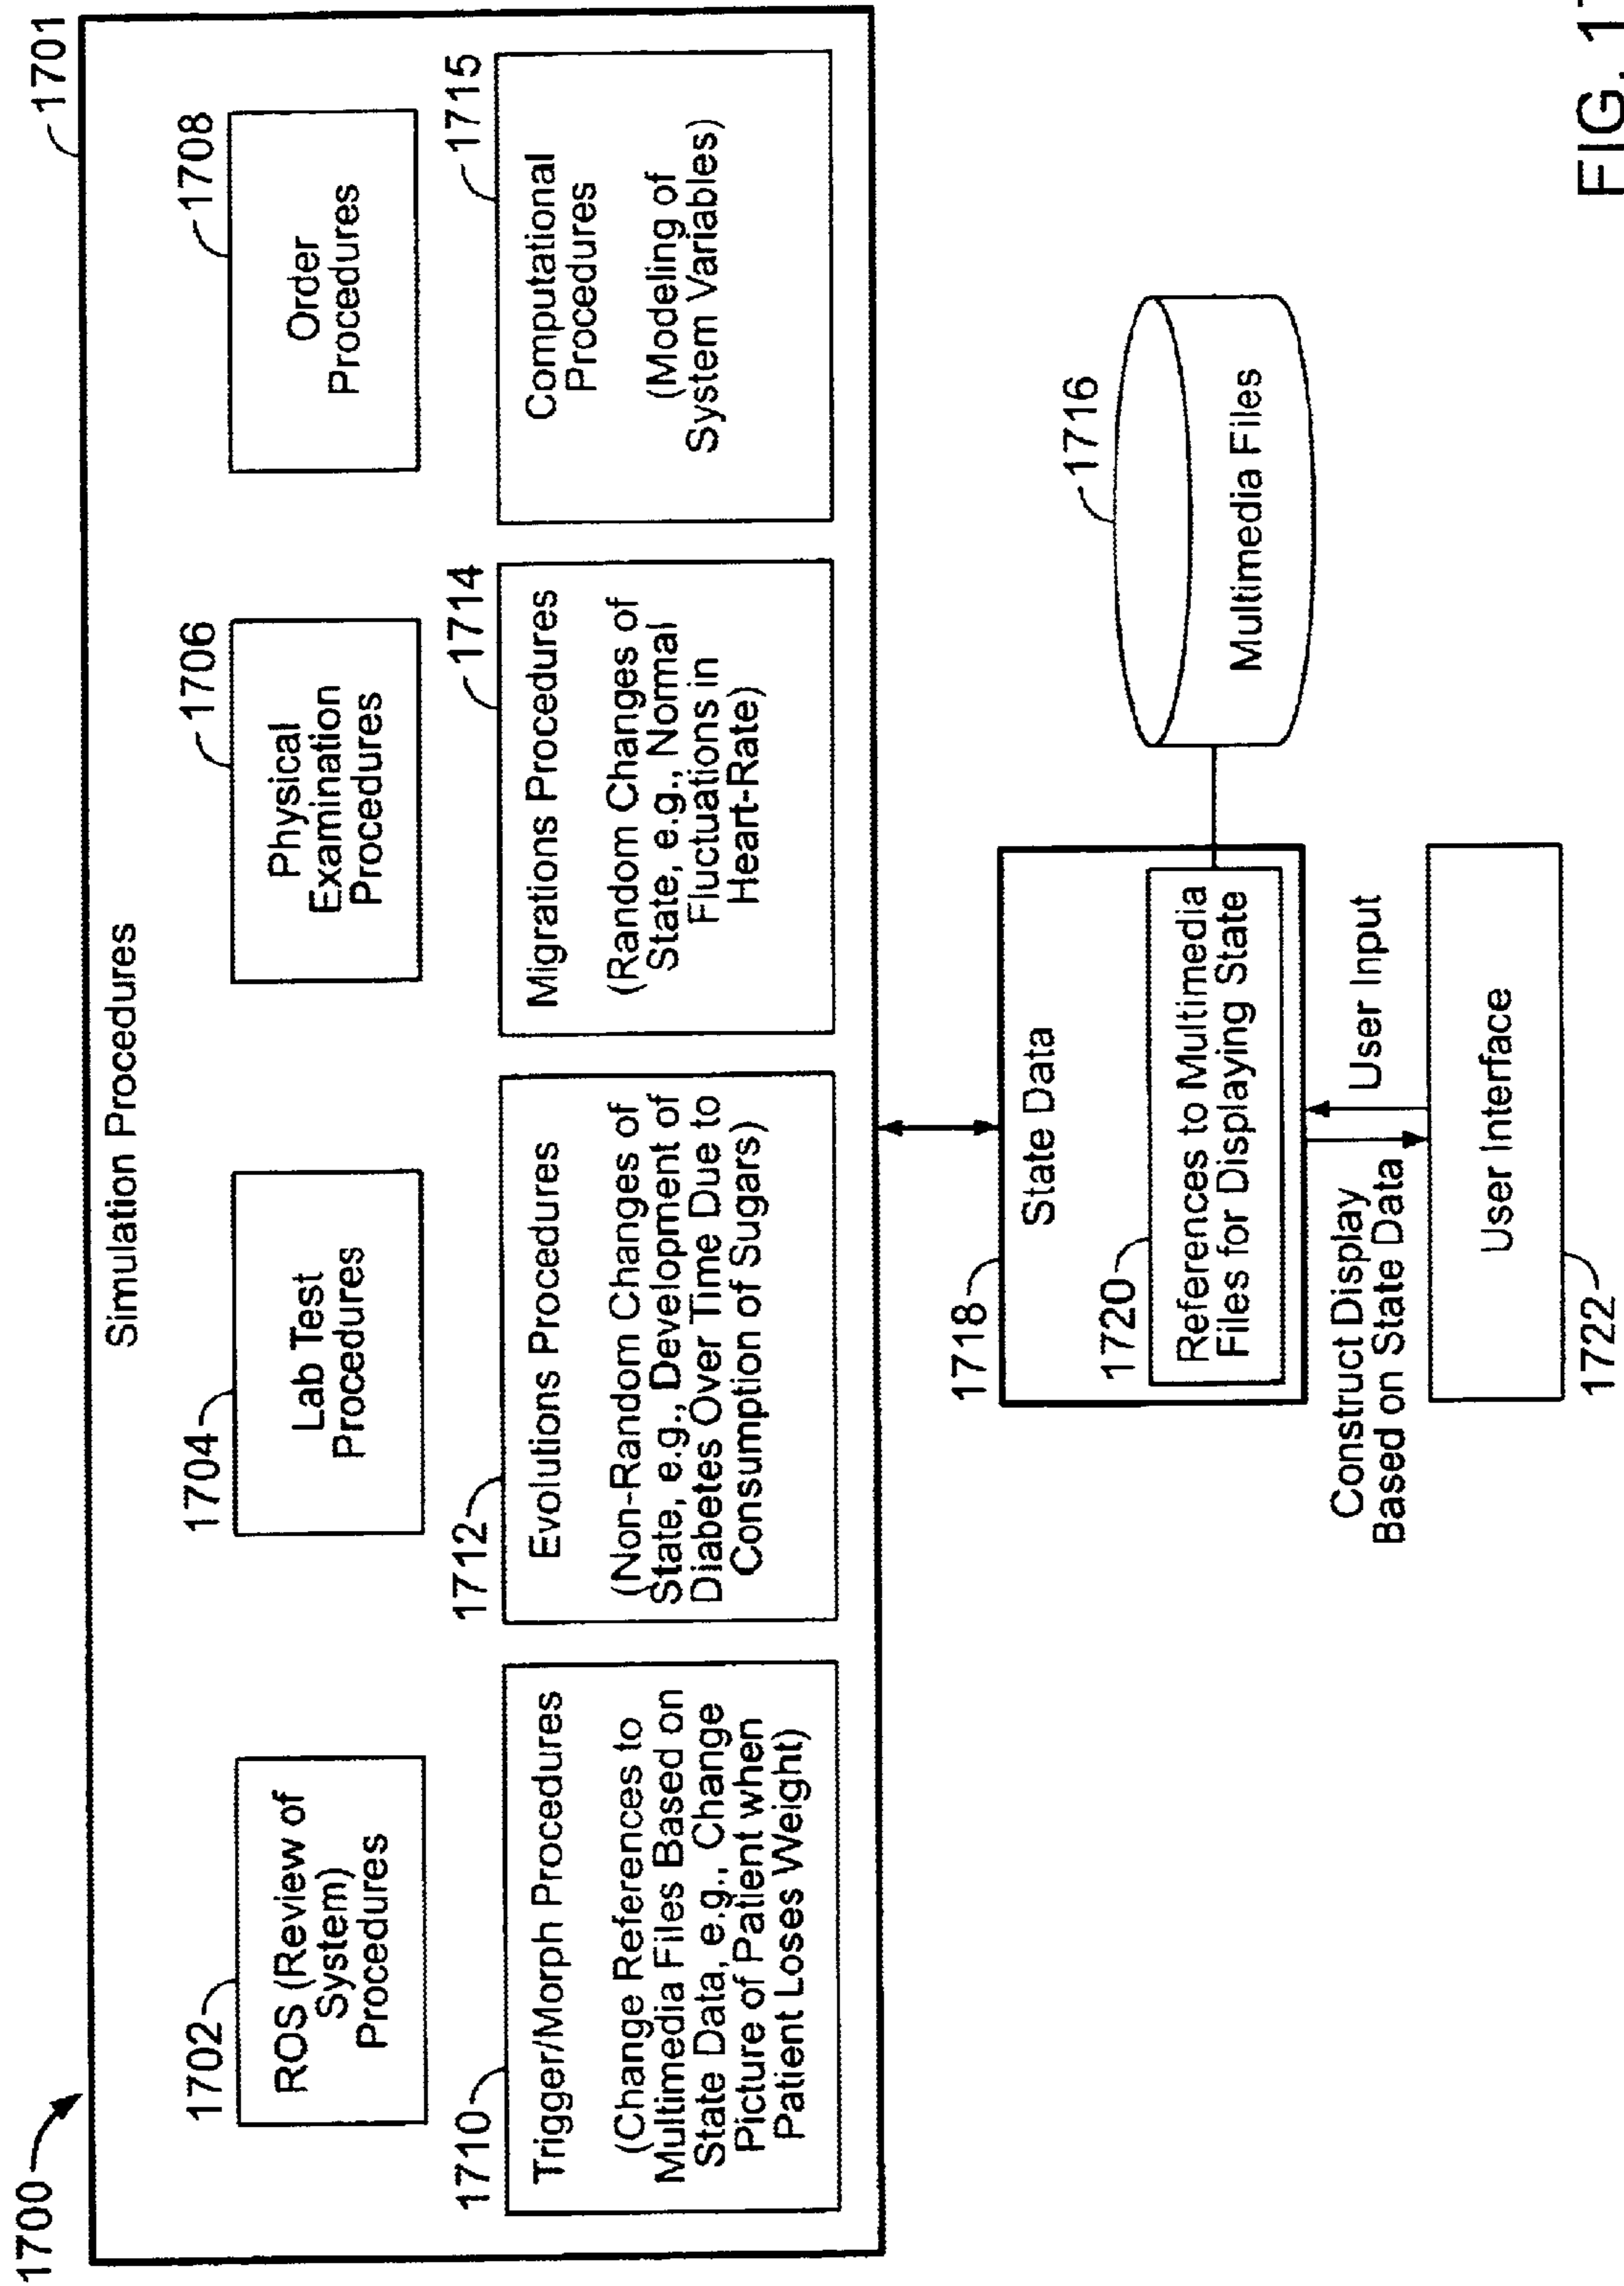 1700
1701
Simulation Procedures
1702
ROS (Review of
System)
Procedures
1704
Lab Test
Procedures
1706
Physical
Examination
Procedures
1708
Order
Procedures
1710
Trigger/Morph Procedures
(Change References to
Multimedia Files Based on
State Data, e.g., Change
Picture of Patient when
Patient Loses Weight)
1712
Evolutions Procedures
(Non-Random Changes of
State, e.g., Development of
Diabetes Over Time Due to
Consumption of Sugars)
1714
Migrations Procedures
(Random Changes of
State, e.g., Normal
Fluctuations in
Heart-Rate)
1715
Computational
Procedures
(Modeling of
System Variables)
1718
State Data
1720
References to Multimedia
Files for Displaying State
1716
Multimedia Files
Construct Display
Based on State Data
User Input
User Interface
1722
FIG.